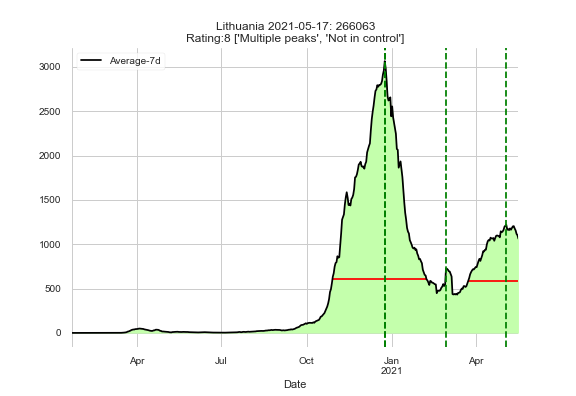 Lithuania 2021-05-17: 266063
Rating:8 ['Multiple peaks', 'Not in control']
Average-7d
3000
2500
2000
1500
1000
500
0
Apr
Jul
Oct
Jan
2021
Apr
Date